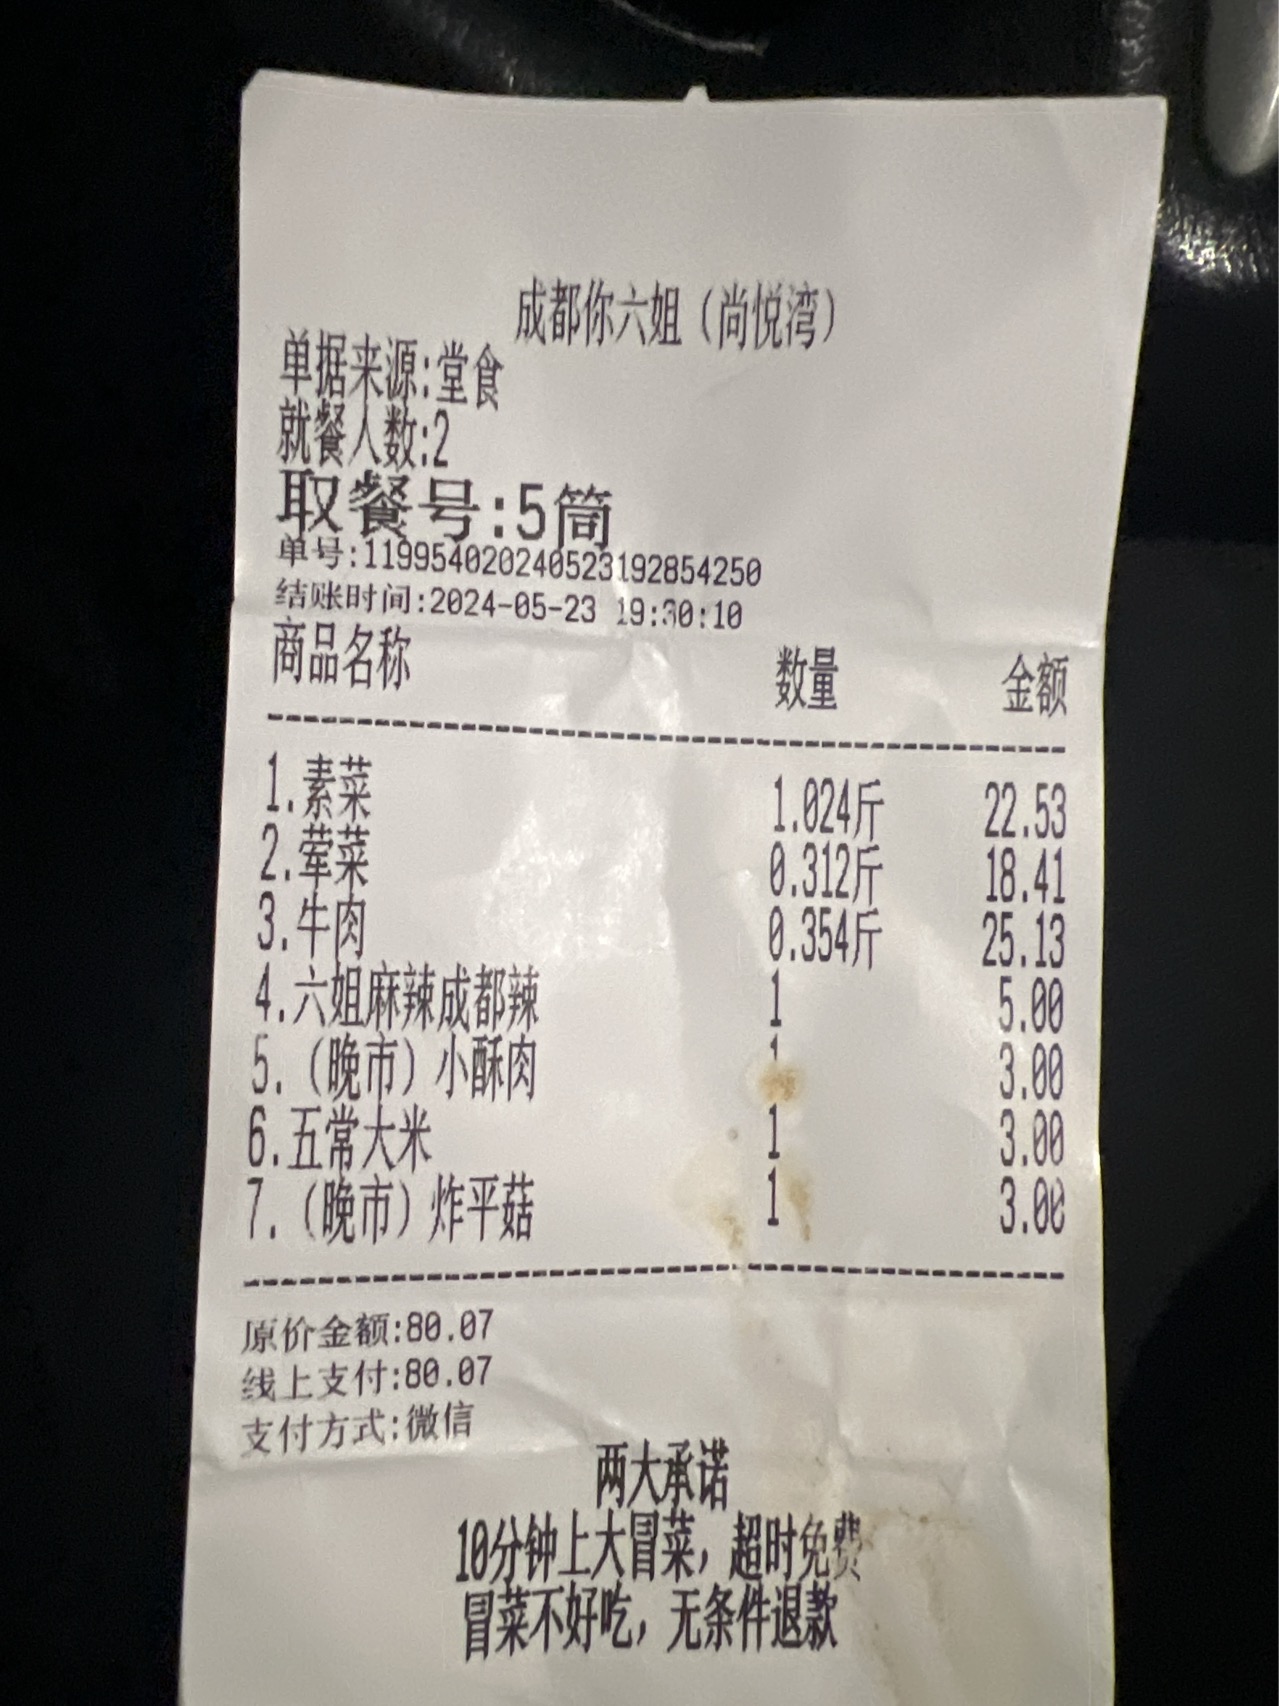 成都你六姐（尚悦湾）
单据来源:堂食
就餐人数:2
取餐号:5筒
单号:119954020240523192854250
结账时间:2024-05-23 19:30:10
商品名称 数量 金额
1.素菜 1.024斤 22.53
2.荤菜 0.312斤 18.41
3.牛肉 0.354斤 25.13
4.六姐麻辣成都辣 1 5.00
5.（晚市）小酥肉 1 3.00
6.五常大米 1 3.00
7.（晚市）炸平菇 1 3.00
原价金额:80.07
线上支付:80.07
支付方式:微信
两大承诺
10分钟上大冒菜，超时免费
冒菜不好吃，无条件退款